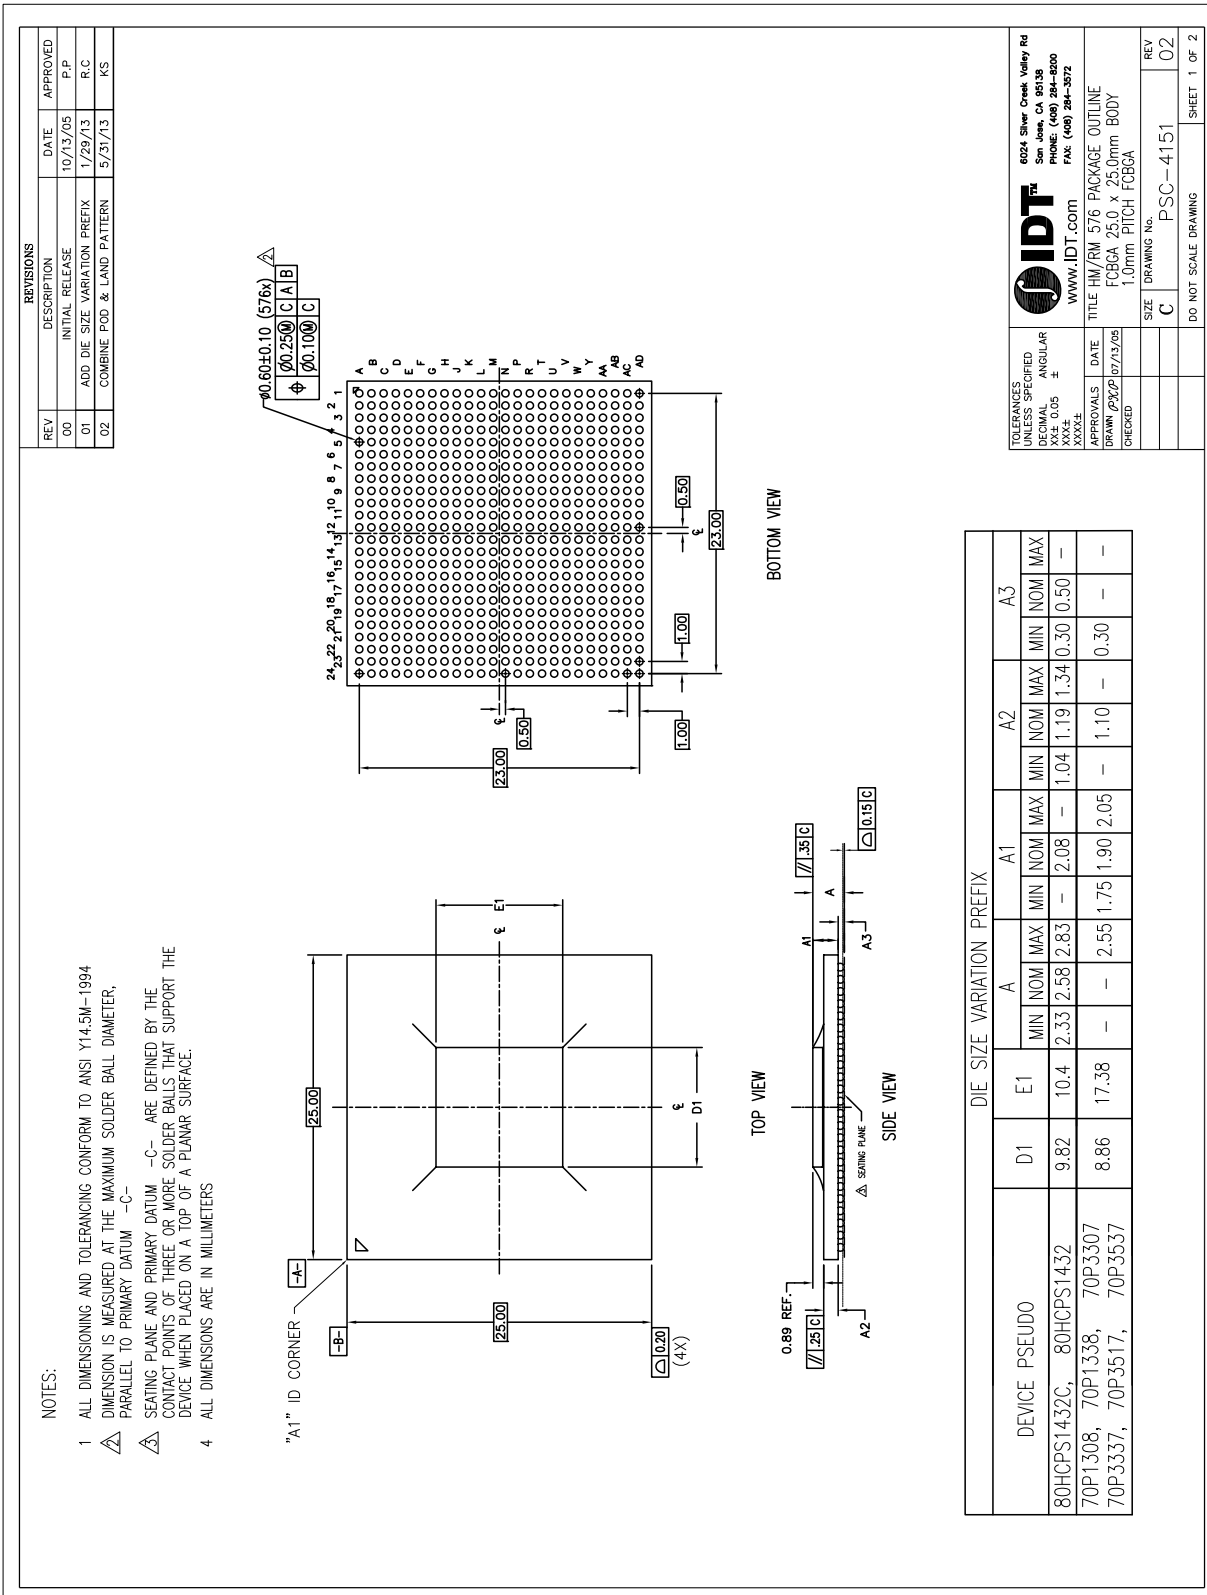 NOTES:
1 ALL DIMENSIONING AND TOLERANCING CONFORM TO ANSI Y14.5M-1994
2 DIMENSION IS MEASURED AT THE MAXIMUM SOLDER BALL DIAMETER,
PARALLEL TO PRIMARY DATUM -C-
3 SEATING PLANE AND PRIMARY DATUM -C- ARE DEFINED BY THE
CONTACT POINTS OF THREE OR MORE SOLDER BALLS THAT SUPPORT THE
DEVICE WHEN PLACED ON A TOP OF A PLANAR SURFACE.
4 ALL DIMENSIONS ARE IN MILLIMETERS
REVISIONS
REV DESCRIPTION DATE APPROVED
00 INITIAL RELEASE 10/13/05 P.P
01 ADD DIE SIZE VARIATION PREFIX 1/29/13 R.C
02 COMBINE POD & LAND PATTERN 5/31/13 KS
"A1" ID CORNER
-A-
-B-
25.00
25.00
⌓ 0.20
(4X)
E1
℄
D1
℄
TOP VIEW
Ø0.60±0.10 (576x) 2
⌖ Ø0.25Ⓜ C A B
Ø0.10Ⓜ C
24 23 22 21 20 19 18 17 16 15 14 13 12 11 10 9 8 7 6 5 4 3 2 1
A
B
C
D
E
F
G
H
J
K
L
M
N
P
R
T
U
V
W
Y
AA
AB
AC
AD
23.00
℄
0.50
1.00
1.00
0.50
℄
23.00
BOTTOM VIEW
0.89 REF.
// .25 C
A2
3 SEATING PLANE
A1
A
A3
// .35 C
⌓ 0.15 C
SIDE VIEW
DIE SIZE VARIATION PREFIX
DEVICE PSEUDO D1 E1 A A1 A2 A3
MIN NOM MAX MIN NOM MAX MIN NOM MAX MIN NOM MAX
80HCPS1432C, 80HCPS1432 9.82 10.4 2.33 2.58 2.83 - 2.08 - 1.04 1.19 1.34 0.30 0.50 -
70P1308, 70P1338, 70P3307
70P3337, 70P3517, 70P3537 8.86 17.38 - - 2.55 1.75 1.90 2.05 - 1.10 - 0.30 - -
TOLERANCES
UNLESS SPECIFIED
DECIMAL ANGULAR
XX± 0.05 ±
XXX±
XXXX±
APPROVALS DATE
DRAWN 07/13/05
CHECKED
IDT™
www.IDT.com
6024 Silver Creek Valley Rd
San Jose, CA 95138
PHONE: (408) 284-8200
FAX: (408) 284-3572
TITLE HM/RM 576 PACKAGE OUTLINE
FCBGA 25.0 x 25.0mm BODY
1.0mm PITCH FCBGA
SIZE DRAWING No. REV
C PSC-4151 02
DO NOT SCALE DRAWING SHEET 1 OF 2